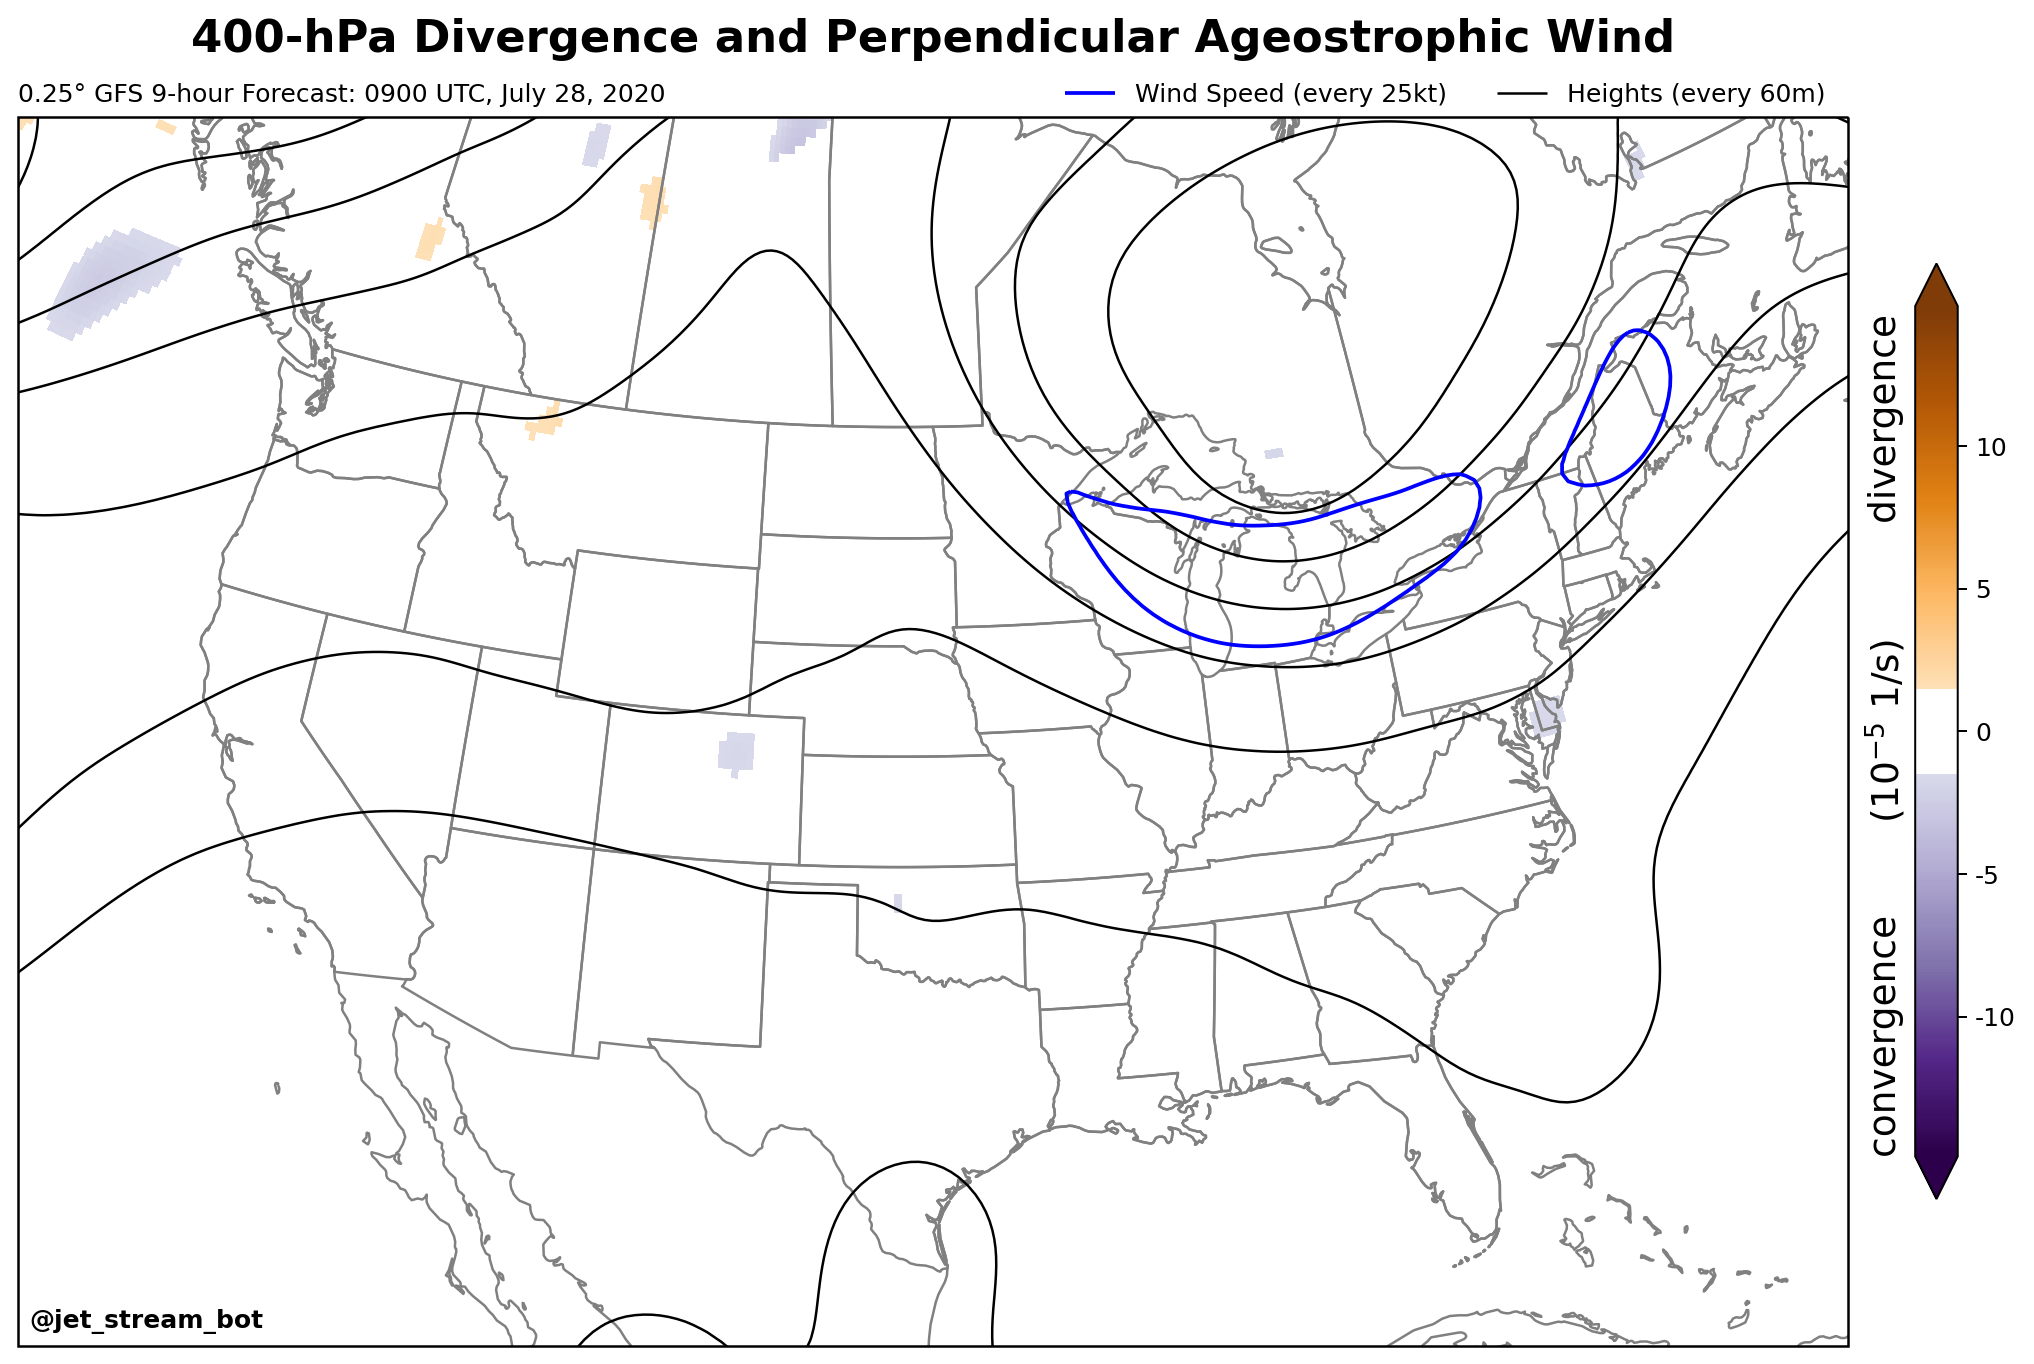 400-hPa Divergence and Perpendicular Ageostrophic Wind
0.25° GFS 9-hour Forecast: 0900 UTC, July 28, 2020
Wind Speed (every 25kt)
Heights (every 60m)
divergence
(10⁻⁵ 1/s)
convergence
10
5
0
-5
-10
@jet_stream_bot